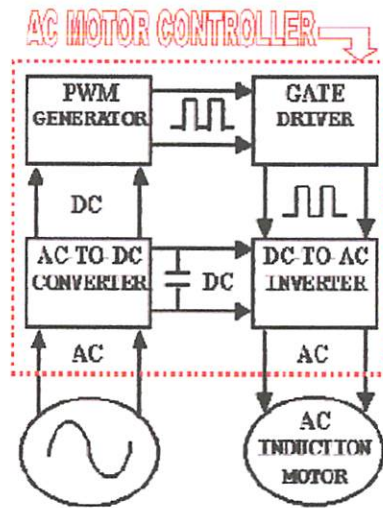 AC MOTOR CONTROLLER
PWM
GENERATOR
GATE
DRIVER
DC
AC TO DC
CONVERTER
DC
DC-TO-AC
INVERTER
AC
AC
AC
INDUCTION
MOTOR